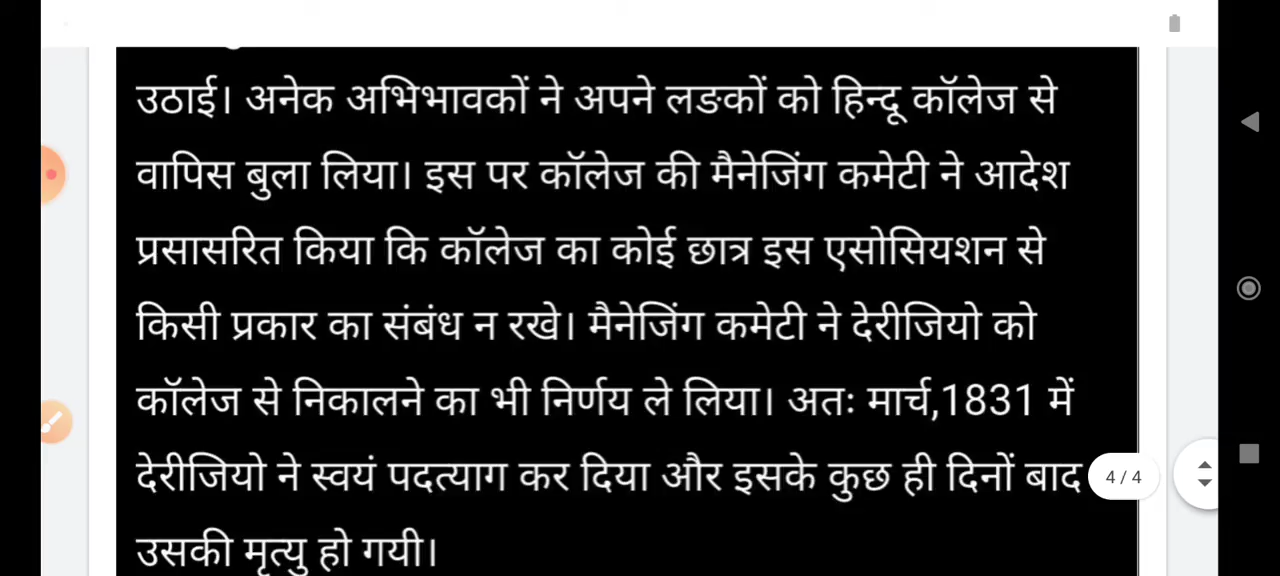 उठाई। अनेक अभिभावकों ने अपने लङकों को हिन्दू कॉलेज से
वापिस बुला लिया। इस पर कॉलेज की मैनेजिंग कमेटी ने आदेश
प्रसासरित किया कि कॉलेज का कोई छात्र इस एसोसियशन से
किसी प्रकार का संबंध न रखे। मैनेजिंग कमेटी ने देरीजियो को
कॉलेज से निकालने का भी निर्णय ले लिया। अतः मार्च,1831 में
देरीजियो ने स्वयं पदत्याग कर दिया और इसके कुछ ही दिनों बाद
4 / 4
उसकी मृत्यु हो गयी।